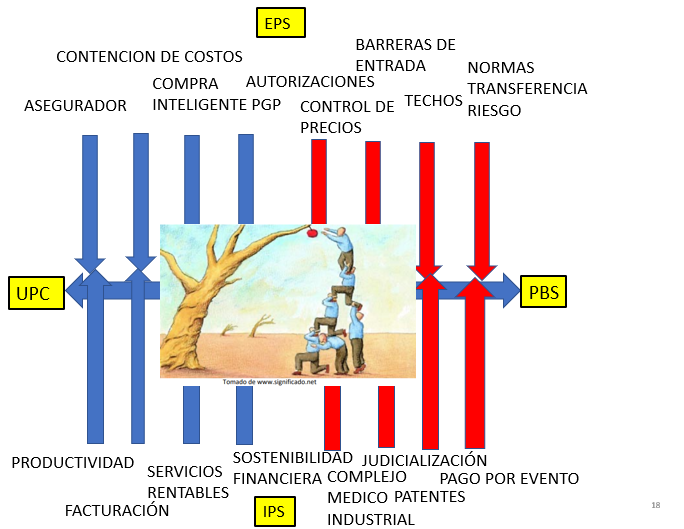 EPS
CONTENCION DE COSTOS
BARRERAS DE
ENTRADA
ASEGURADOR
COMPRA
INTELIGENTE PGP
AUTORIZACIONES
CONTROL DE
PRECIOS
TECHOS
NORMAS
TRANSFERENCIA
RIESGO
UPC
PBS
Tomado de www.significado.net
PRODUCTIVIDAD
FACTURACIÓN
SERVICIOS
RENTABLES
SOSTENIBILIDAD
FINANCIERA
IPS
COMPLEJO
MEDICO
INDUSTRIAL
JUDICIALIZACIÓN
PATENTES
PAGO POR EVENTO
18